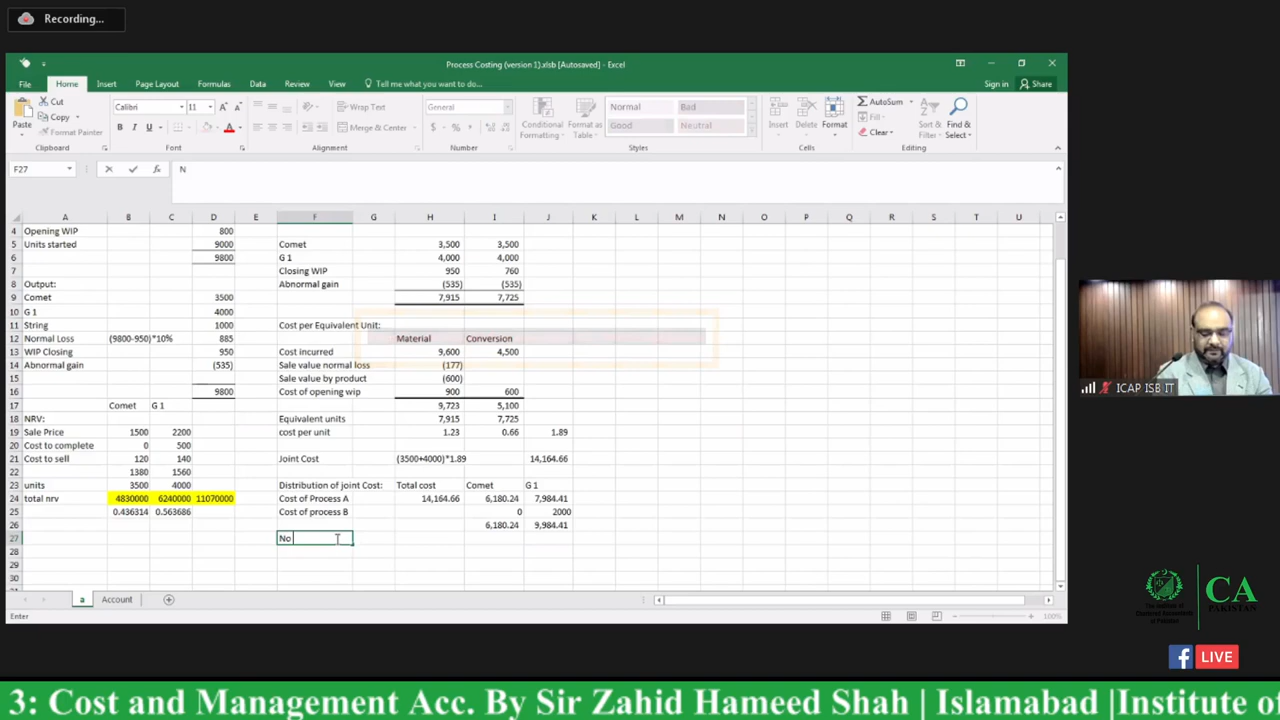 Recording...
Process Costing (version 1).xlsb [Autosaved] - Excel
File Home Insert Page Layout Formulas Data Review View Tell me what you want to do... Sign in Share
Cut
Copy
Format Painter
Paste
Clipboard
Calibri 11
Font
Wrap Text
Merge & Center
Alignment
General
Number
Conditional Formatting
Format as Table
Normal Bad
Good Neutral
Styles
Insert Delete Format
Cells
AutoSum
Fill
Clear
Sort & Filter
Find & Select
Editing
F27 N
A B C D E F G H I J K L M N O P Q R S T U
4 Opening WIP 800
5 Units started 9000 Comet 3,500 3,500
6 9800 G 1 4,000 4,000
7 Closing WIP 950 760
8 Output: Abnormal gain (535) (535)
9 Comet 3500 7,915 7,725
10 G 1 4000
11 String 1000 Cost per Equivalent Unit:
12 Normal Loss (9800-950)*10% 885 Material Conversion
13 WIP Closing 950 Cost incurred 9,600 4,500
14 Abnormal gain (535) Sale value normal loss (177)
15 Sale value by product (600)
16 9800 Cost of opening wip 900 600
17 Comet G 1 9,723 5,100
18 NRV: Equivalent units 7,915 7,725
19 Sale Price 1500 2200 cost per unit 1.23 0.66 1.89
20 Cost to complete 0 500
21 Cost to sell 120 140 Joint Cost (3500+4000)*1.89 14,164.66
22 1380 1560
23 units 3500 4000 Distribution of joint Cost: Total cost Comet G 1
24 total nrv 4830000 6240000 11070000 Cost of Process A 14,164.66 6,180.24 7,984.41
25 0.436314 0.563686 Cost of process B 0 2000
26 6,180.24 9,984.41
27 No
28
29
30
a Account
Enter 100%
ICAP ISB IT
CA
PAKISTAN
LIVE
3: Cost and Management Acc. By Sir Zahid Hameed Shah | Islamabad |Institute of